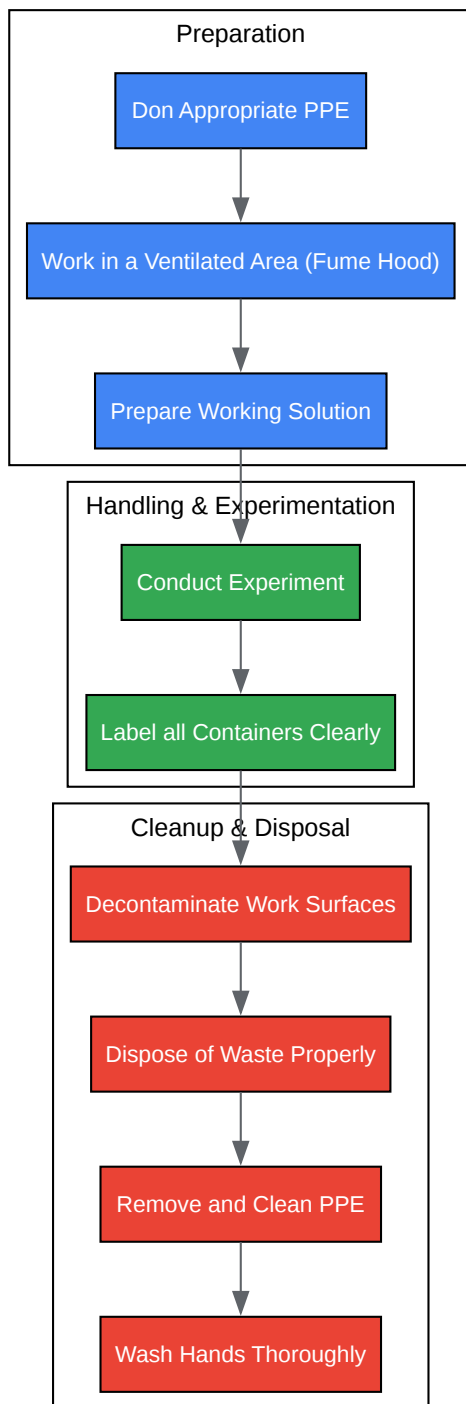 Preparation
Don Appropriate PPE
Work in a Ventilated Area (Fume Hood)
Prepare Working Solution
Handling & Experimentation
Conduct Experiment
Label all Containers Clearly
Cleanup & Disposal
Decontaminate Work Surfaces
Dispose of Waste Properly
Remove and Clean PPE
Wash Hands Thoroughly